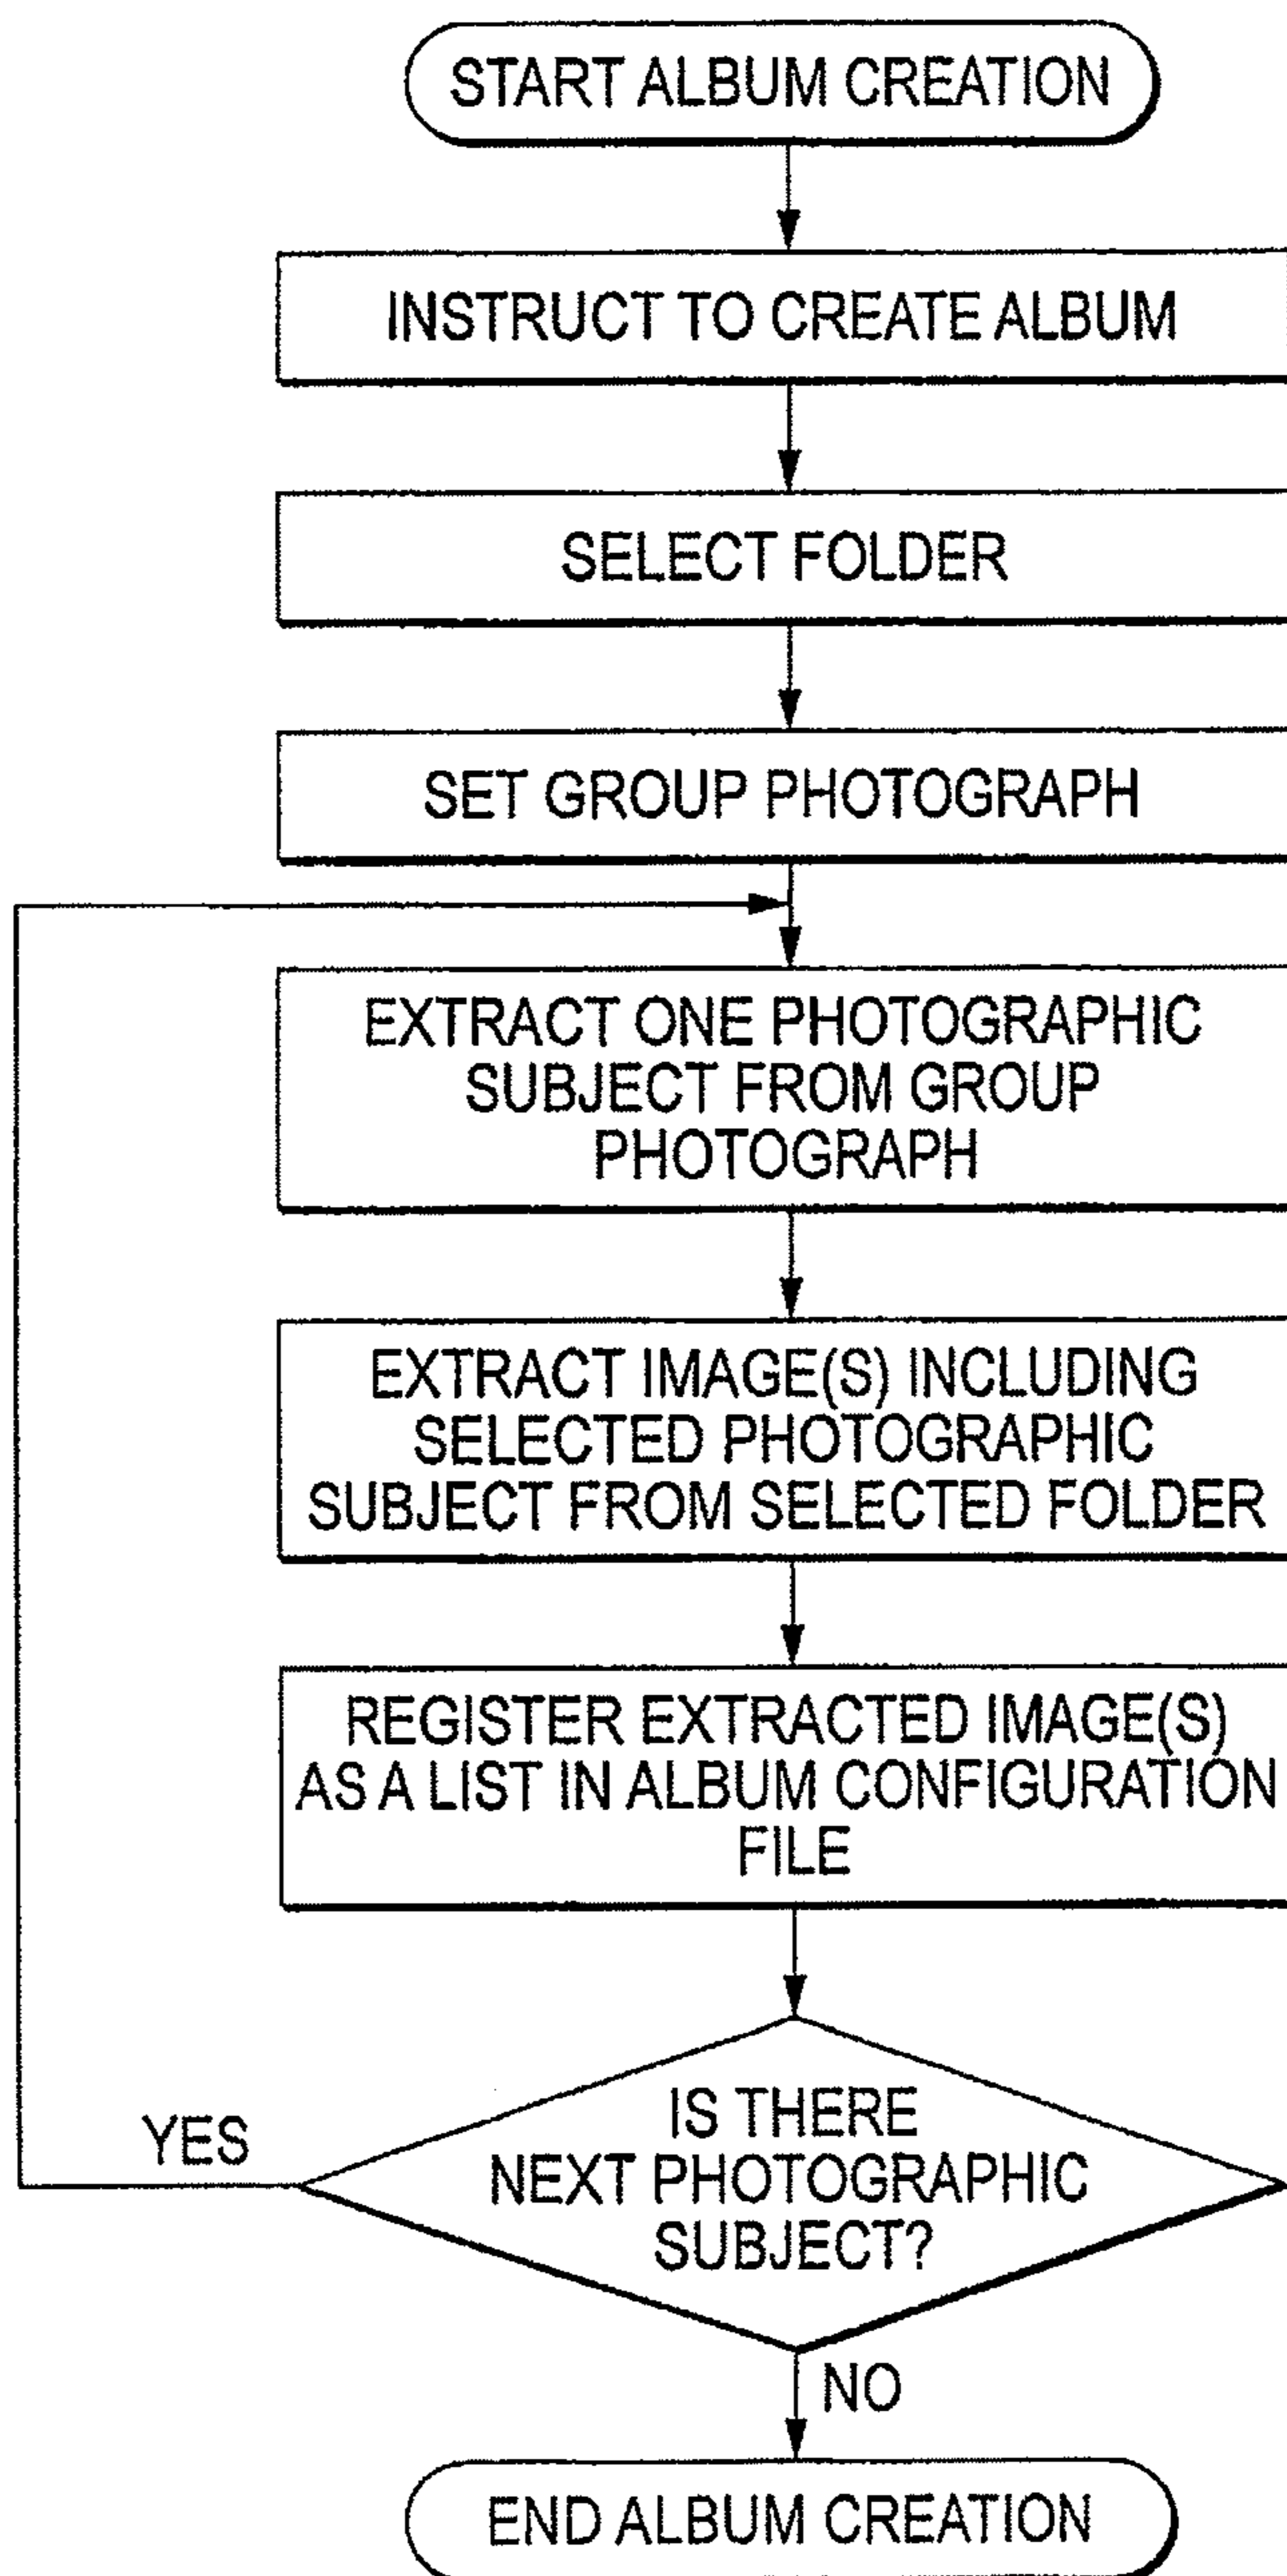 START ALBUM CREATION
INSTRUCT TO CREATE ALBUM
SELECT FOLDER
SET GROUP PHOTOGRAPH
EXTRACT ONE PHOTOGRAPHIC
SUBJECT FROM GROUP
PHOTOGRAPH
EXTRACT IMAGE(S) INCLUDING
SELECTED PHOTOGRAPHIC
SUBJECT FROM SELECTED FOLDER
REGISTER EXTRACTED IMAGE(S)
AS A LIST IN ALBUM CONFIGURATION
FILE
IS THERE
NEXT PHOTOGRAPHIC
SUBJECT?
YES
NO
END ALBUM CREATION